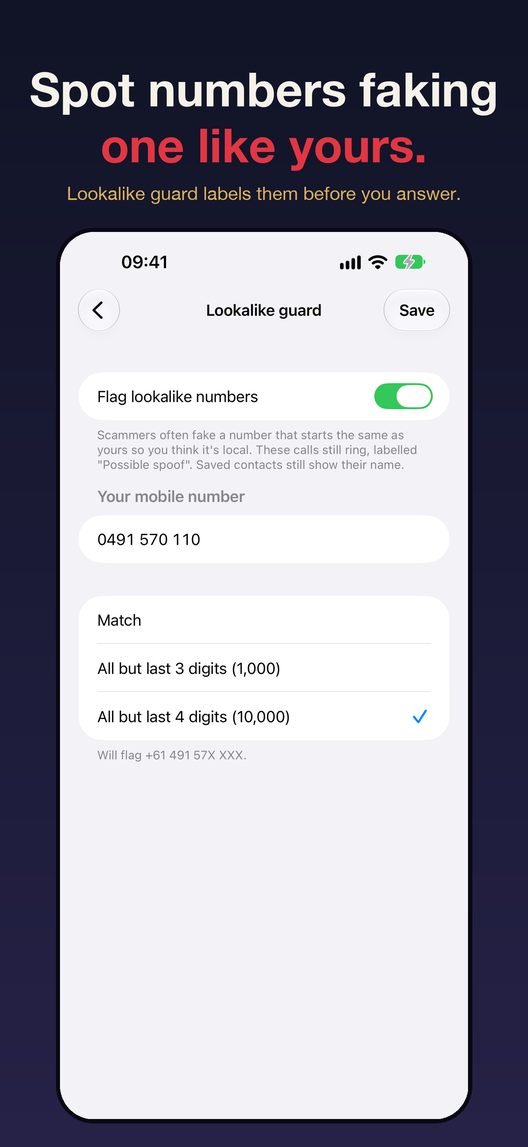 Spot numbers faking
one like yours.
Lookalike guard labels them before you answer.
09:41
Lookalike guard
Save
Flag lookalike numbers
Scammers often fake a number that starts the same as
yours so you think it's local. These calls still ring, labelled
"Possible spoof". Saved contacts still show their name.
Your mobile number
0491 570 110
Match
All but last 3 digits (1,000)
All but last 4 digits (10,000)
Will flag +61 491 57X XXX.